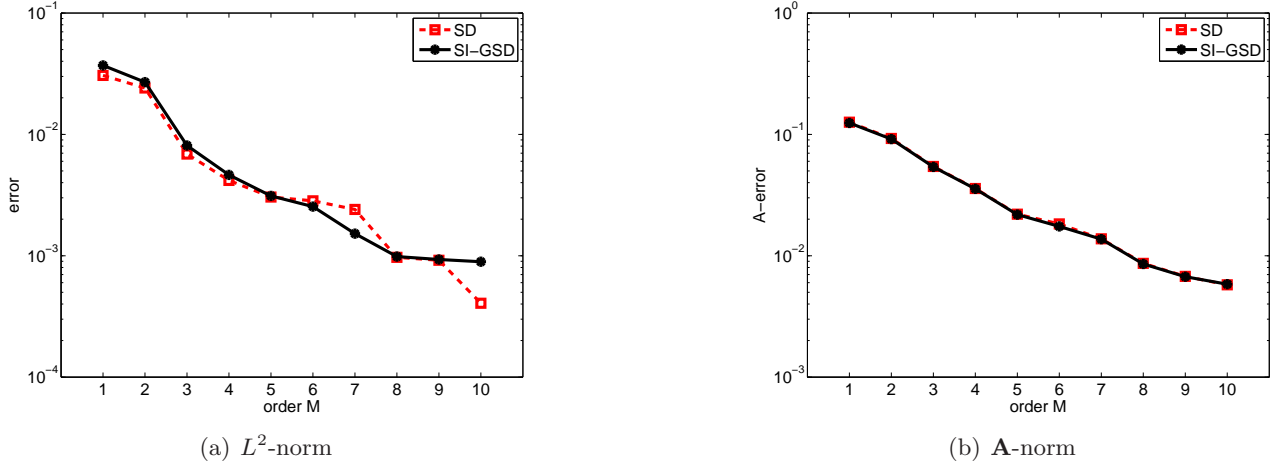 10^{-1}
10^{-2}
10^{-3}
10^{-4}
error
1 2 3 4 5 6 7 8 9 10
order M
SD
SI−GSD
(a) L^2-norm
10^0
10^{-1}
10^{-2}
10^{-3}
A−error
1 2 3 4 5 6 7 8 9 10
order M
SD
SI−GSD
(b) A-norm